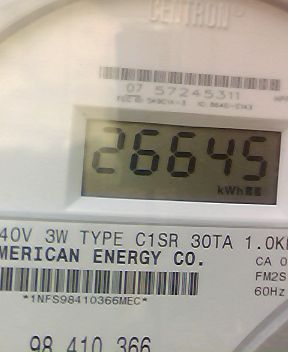 CENTRON®
07 57245311
26645
kWh
40V 3W TYPE C1SR 30TA 1.0K
MERICAN ENERGY CO.
CA 0
FM2S
*1NFS98410366MEC*
60Hz
98 410 366